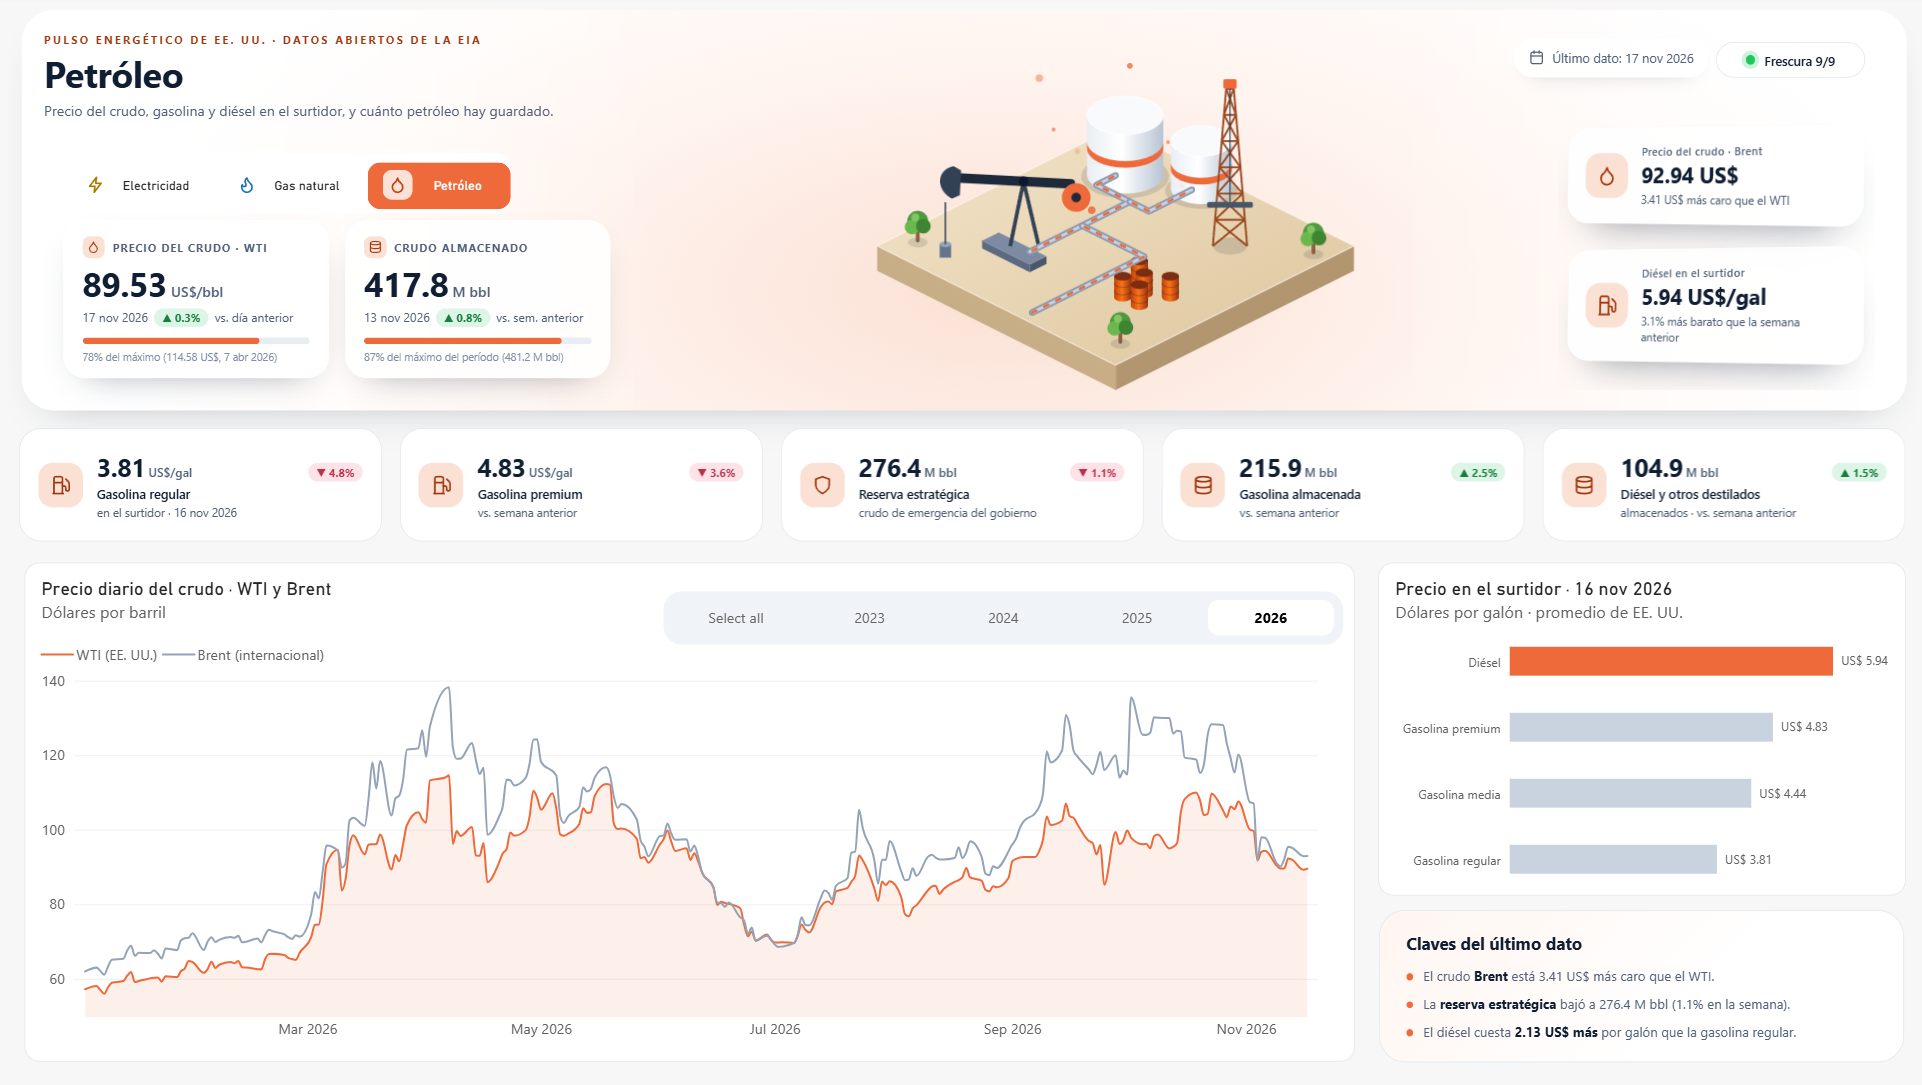 PULSO ENERGÉTICO DE EE. UU. · DATOS ABIERTOS DE LA EIA
Petróleo
Precio del crudo, gasolina y diésel en el surtidor, y cuánto petróleo hay guardado.
Último dato: 17 nov 2026
Frescura 9/9
Electricidad
Gas natural
Petróleo
PRECIO DEL CRUDO · WTI
89.53 US$/bbl
17 nov 2026 ▲ 0.3% vs. día anterior
78% del máximo (114.58 US$, 7 abr 2026)
CRUDO ALMACENADO
417.8 M bbl
13 nov 2026 ▲ 0.8% vs. sem. anterior
87% del máximo del período (481.2 M bbl)
Precio del crudo · Brent
92.94 US$
3.41 US$ más caro que el WTI
Diésel en el surtidor
5.94 US$/gal
3.1% más barato que la semana
anterior
3.81 US$/gal
▼ 4.8%
Gasolina regular
en el surtidor · 16 nov 2026
4.83 US$/gal
▼ 3.6%
Gasolina premium
vs. semana anterior
276.4 M bbl
▼ 1.1%
Reserva estratégica
crudo de emergencia del gobierno
215.9 M bbl
▲ 2.5%
Gasolina almacenada
vs. semana anterior
104.9 M bbl
▲ 1.5%
Diésel y otros destilados
almacenados · vs. semana anterior
Precio diario del crudo · WTI y Brent
Dólares por barril
Select all
2023
2024
2025
2026
WTI (EE. UU.)
Brent (internacional)
140
120
100
80
60
Mar 2026
May 2026
Jul 2026
Sep 2026
Nov 2026
Precio en el surtidor · 16 nov 2026
Dólares por galón · promedio de EE. UU.
Diésel
US$ 5.94
Gasolina premium
US$ 4.83
Gasolina media
US$ 4.44
Gasolina regular
US$ 3.81
Claves del último dato
El crudo Brent está 3.41 US$ más caro que el WTI.
La reserva estratégica bajó a 276.4 M bbl (1.1% en la semana).
El diésel cuesta 2.13 US$ más por galón que la gasolina regular.